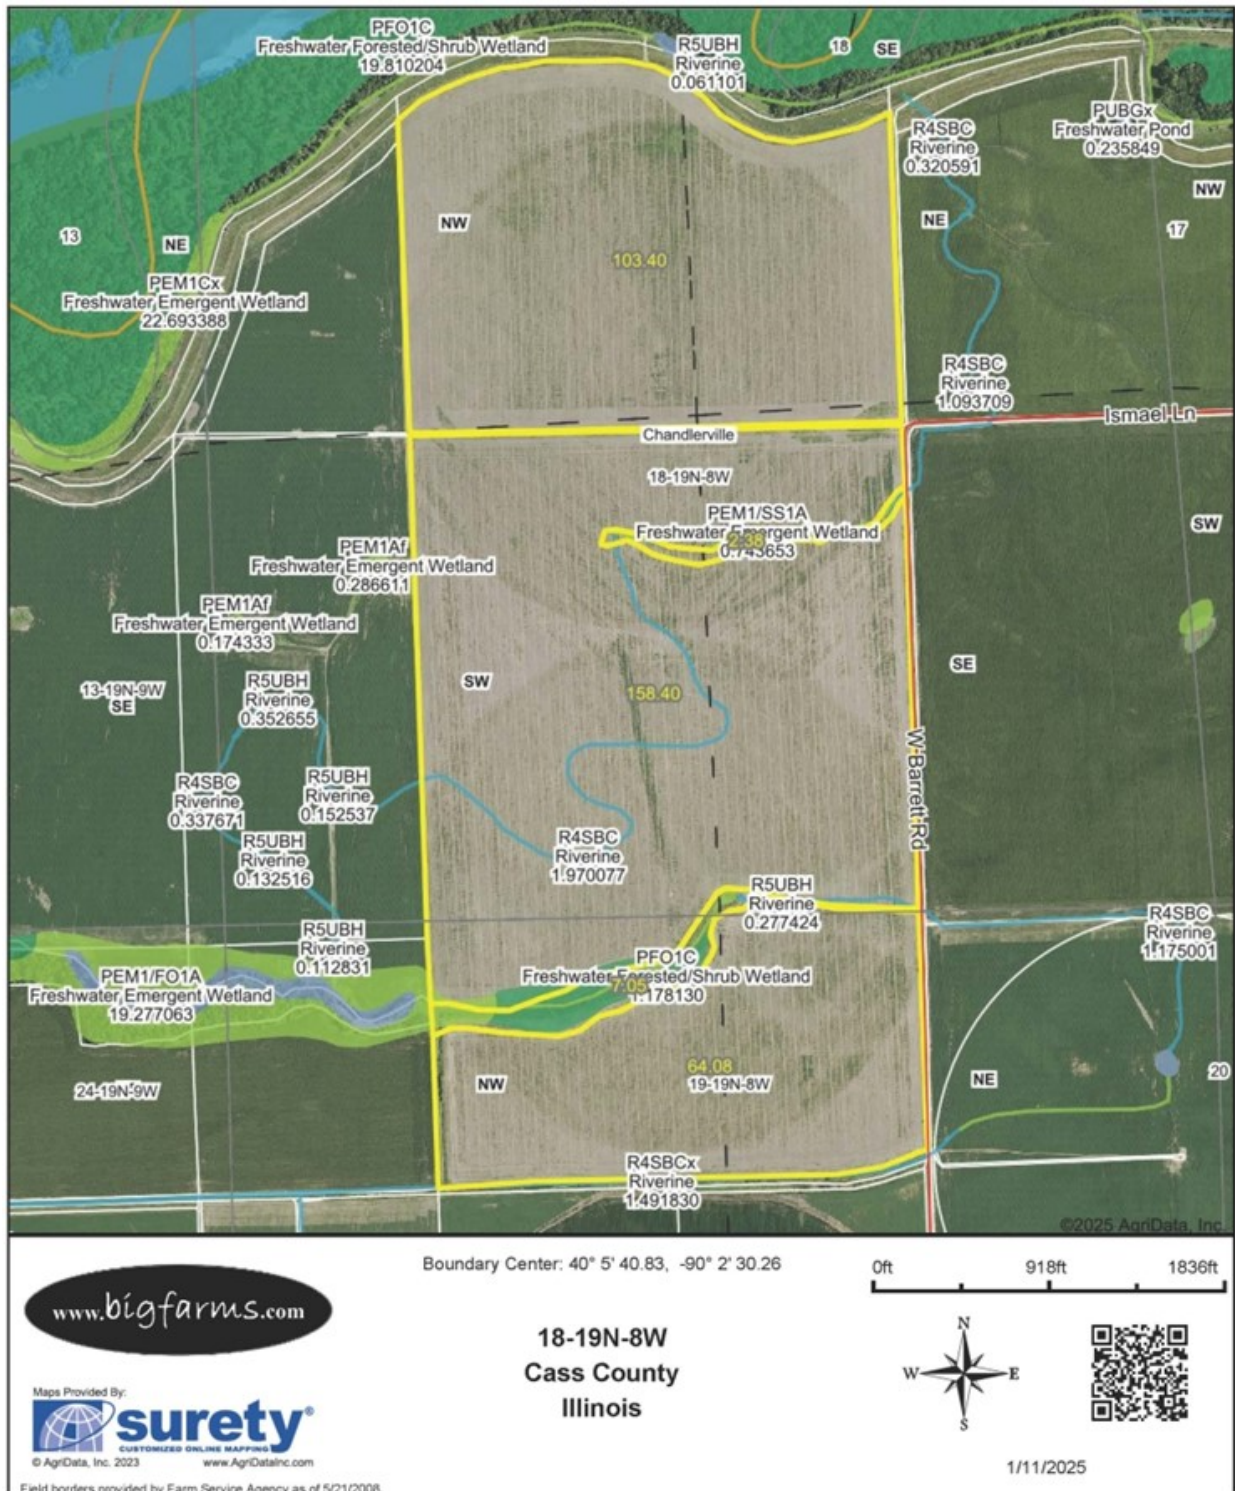 PFO1C
Freshwater Forested/Shrub Wetland
19.810204
R5UBH
Riverine
0.061101
18
SE
R4SBC
Riverine
0.320591
PUBGx
Freshwater Pond
0.235849
NW
NW
NE
17
13
NE
103.40
PEM1Cx
Freshwater Emergent Wetland
22.693388
R4SBC
Riverine
1.093709
Ismael Ln
Chandlerville
18-19N-8W
PEM1/SS1A
Freshwater Emergent Wetland
2.38
0.743653
SW
PEM1Af
Freshwater Emergent Wetland
0.286611
PEM1Af
Freshwater Emergent Wetland
0.174333
13-19N-9W
SE
R5UBH
Riverine
0.352655
SW
158.40
SE
W Barrett Rd
R4SBC
Riverine
0.337671
R5UBH
Riverine
0.152537
R5UBH
Riverine
0.132516
R4SBC
Riverine
1.970077
R5UBH
Riverine
0.277424
R4SBC
Riverine
1.175001
R5UBH
Riverine
0.112831
PEM1/FO1A
Freshwater Emergent Wetland
19.277063
PFO1C
Freshwater Forested/Shrub Wetland
7.05
1.178130
24-19N-9W
NW
64.08
19-19N-8W
NE
20
R4SBCx
Riverine
1.491830
©2025 AgriData, Inc.
www.bigfarms.com
Boundary Center: 40° 5' 40.83, -90° 2' 30.26
0ft 918ft 1836ft
18-19N-8W
Cass County
Illinois
N
W E
S
Maps Provided By:
surety®
CUSTOMIZED ONLINE MAPPING
© AgriData, Inc. 2023 www.AgriDataInc.com
1/11/2025
Field borders provided by Farm Service Agency as of 5/21/2008.